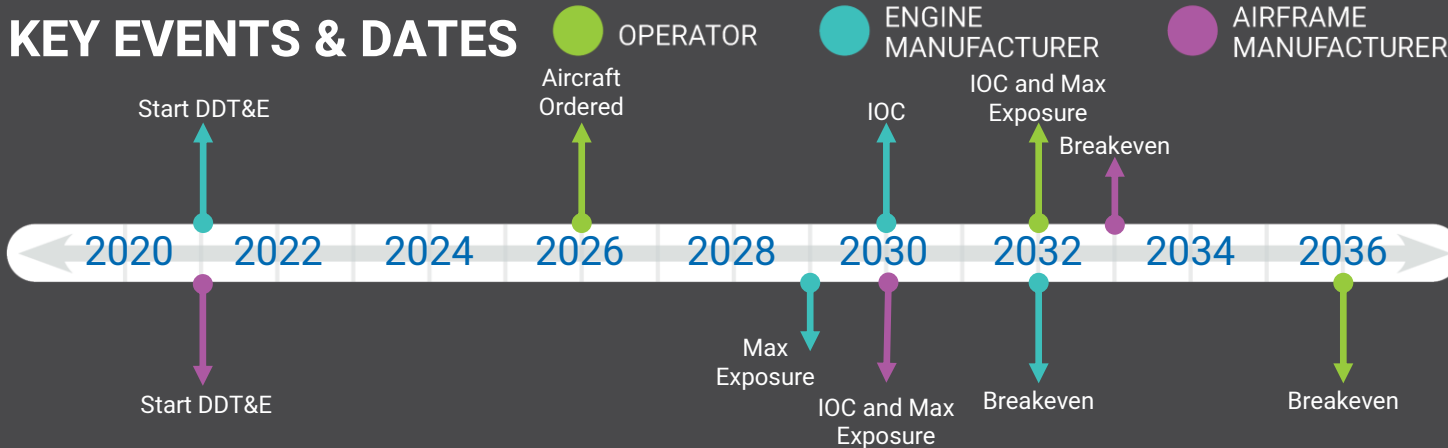 KEY EVENTS & DATES
OPERATOR
ENGINE
MANUFACTURER
AIRFRAME
MANUFACTURER
Start DDT&E
Aircraft
Ordered
IOC
IOC and Max
Exposure
Breakeven
2020 2022 2024 2026 2028 2030 2032 2034 2036
Start DDT&E
Max
Exposure
IOC and Max
Exposure
Breakeven
Breakeven